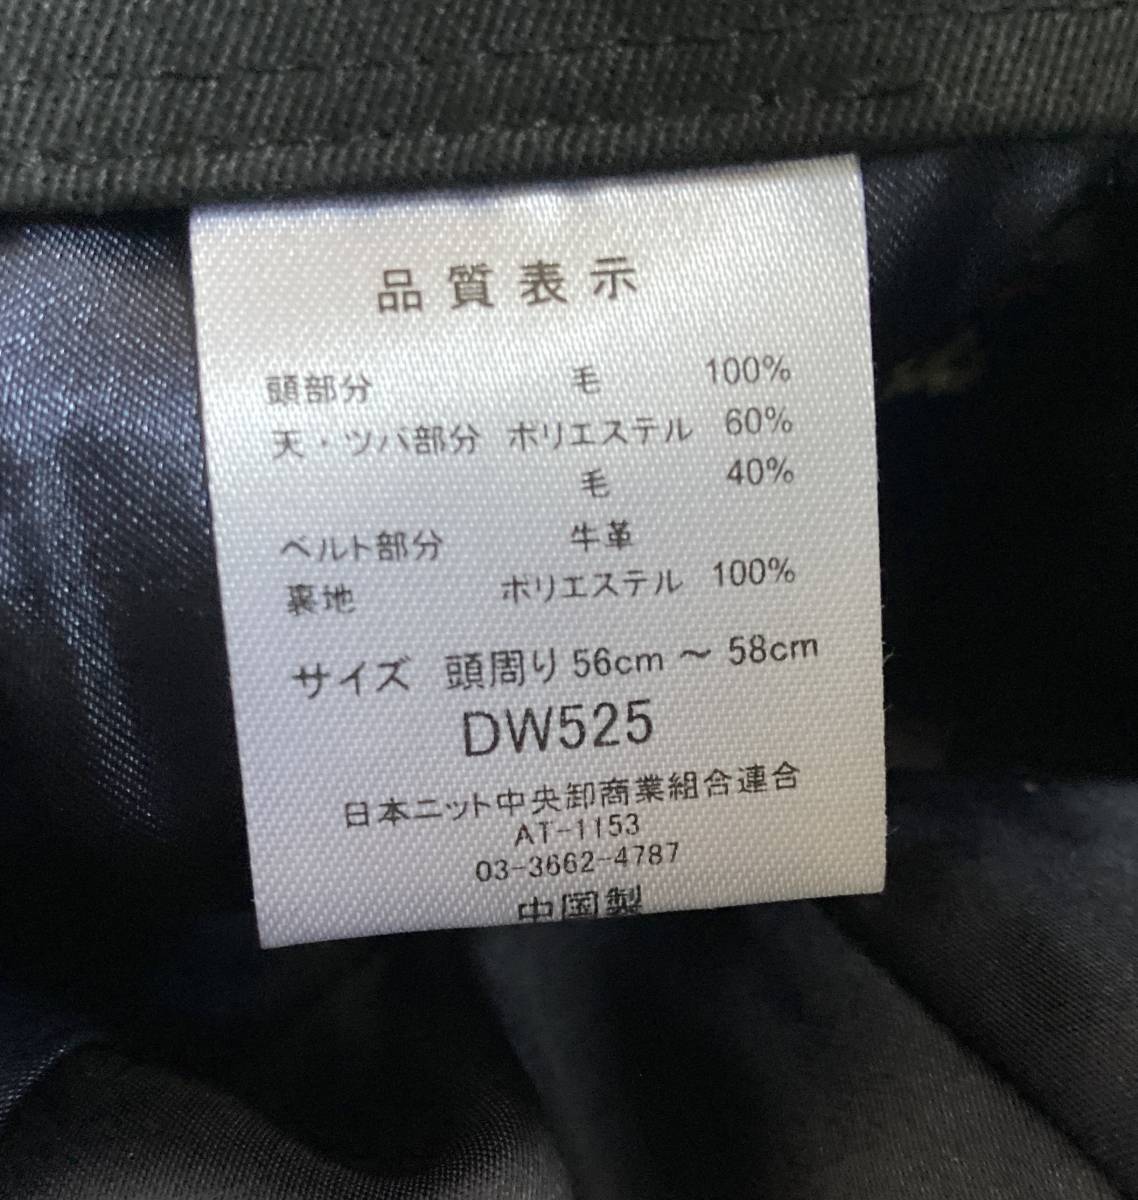 品質表示
頭部分 毛 100%
天・ツバ部分 ポリエステル 60%
毛 40%
ベルト部分 牛革
裏地 ポリエステル 100%
サイズ 頭周り 56cm ～ 58cm
DW525
日本ニット中央卸商業組合連合
AT-1153
03-3662-4787
中国製